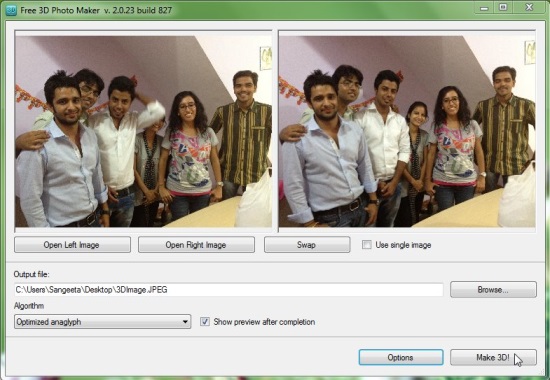 Free 3D Photo Maker v. 2.0.23 build 827
Open Left Image Open Right Image Swap Use single image
Output file:
C:\Users\Sangeeta\Desktop\3DImage.JPEG Browse...
Algorithm
Optimized anaglyph Show preview after completion
Options Make 3D!